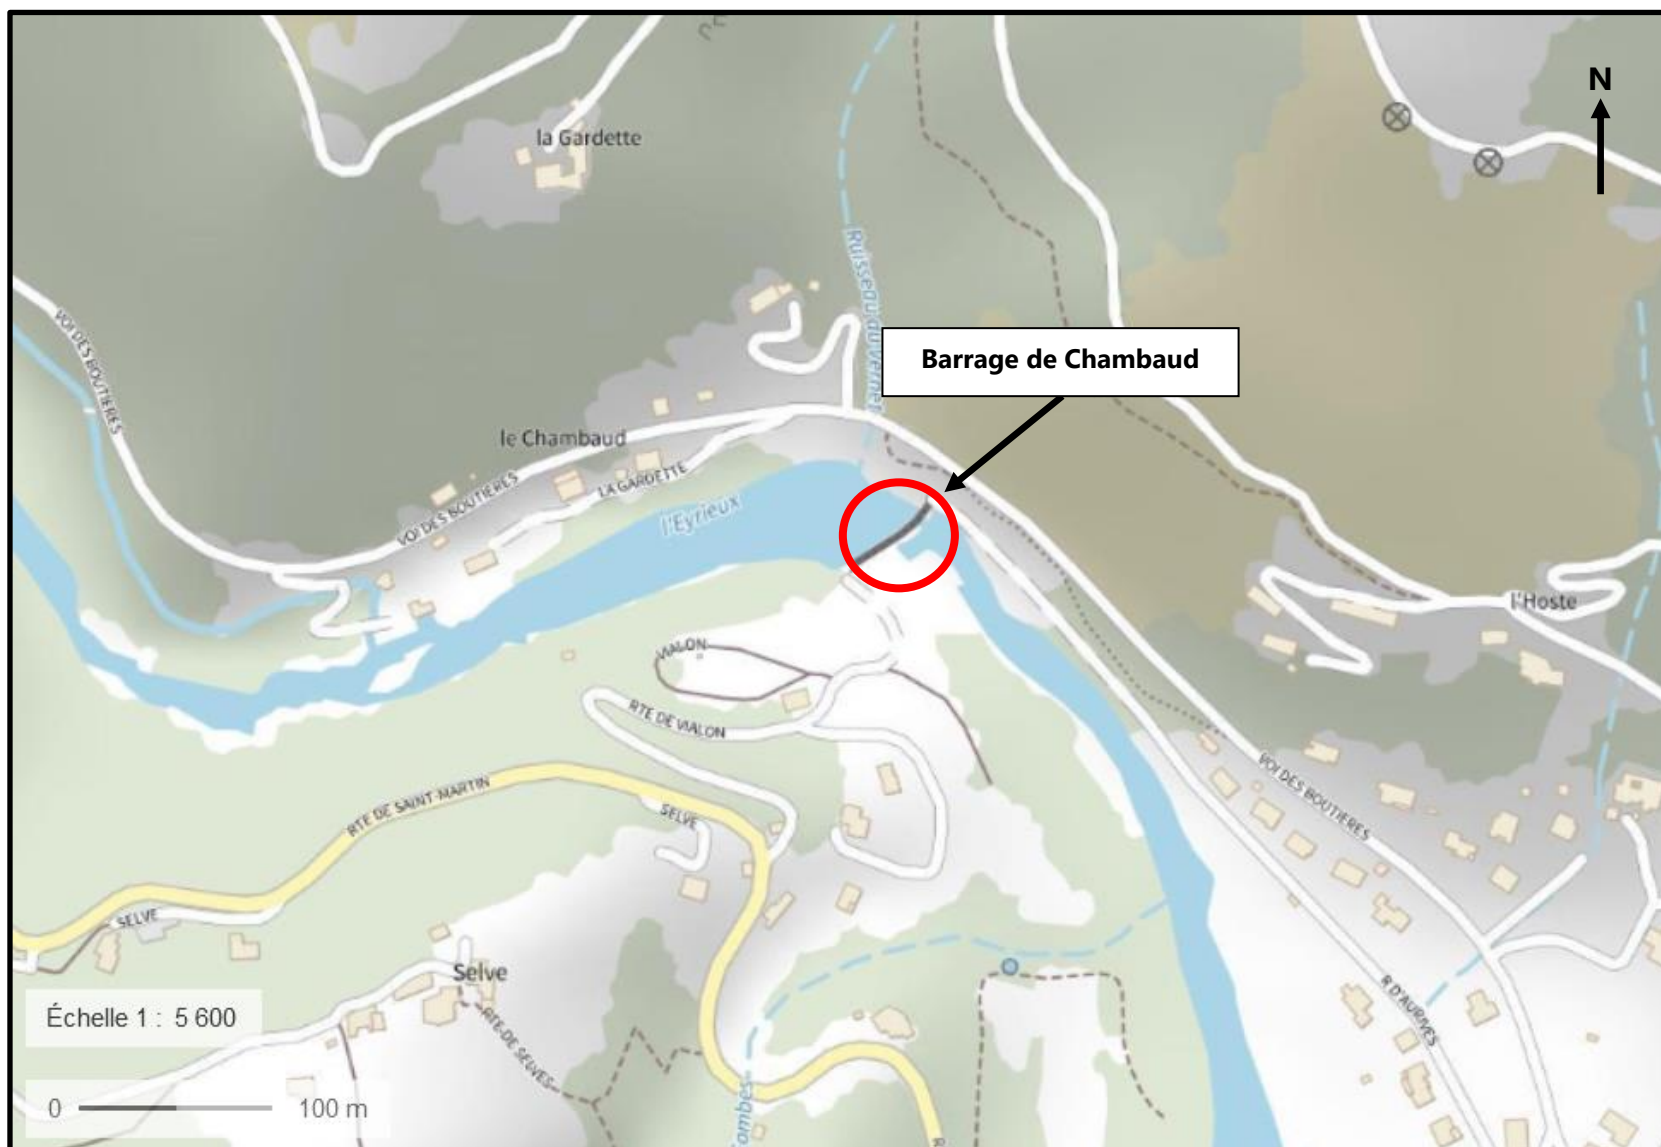 N
la Gardette
Ruisseau du Vernet
Barrage de Chambaud
VOI DES BOUTIERES
le Chambaud
LA GARDETTE
VOI DES BOUTIERES
l'Eyrieux
l'Hoste
VIALON
RTE DE VIALON
VOI DES BOUTIERES
RTE DE SAINT-MARTIN
SELVE
SELVE
Selve
R D'AURIVES
Échelle 1 : 5 600
RTE-DE SELVES
0 100 m
Combes